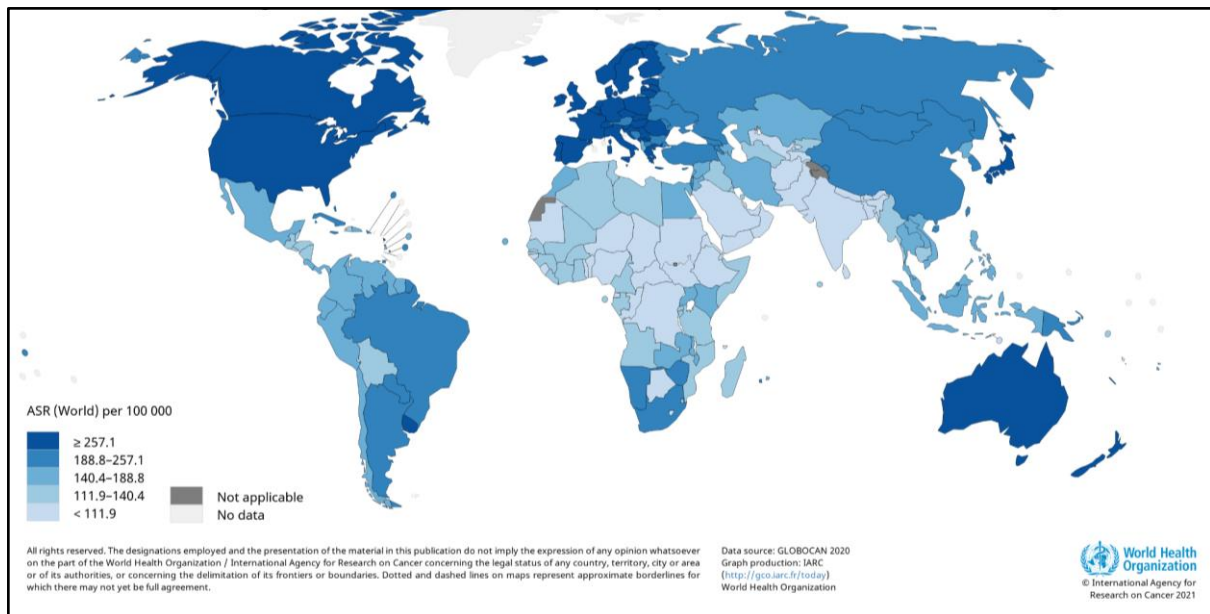 ASR (World) per 100 000
≥ 257.1
188.8–257.1
140.4–188.8
111.9–140.4
< 111.9
Not applicable
No data
All rights reserved. The designations employed and the presentation of the material in this publication do not imply the expression of any opinion whatsoever
on the part of the World Health Organization / International Agency for Research on Cancer concerning the legal status of any country, territory, city or area
or of its authorities, or concerning the delimitation of its frontiers or boundaries. Dotted and dashed lines on maps represent approximate borderlines for
which there may not yet be full agreement.
Data source: GLOBOCAN 2020
Graph production: IARC
(http://gco.iarc.fr/today)
World Health Organization
World Health
Organization
© International Agency for
Research on Cancer 2021